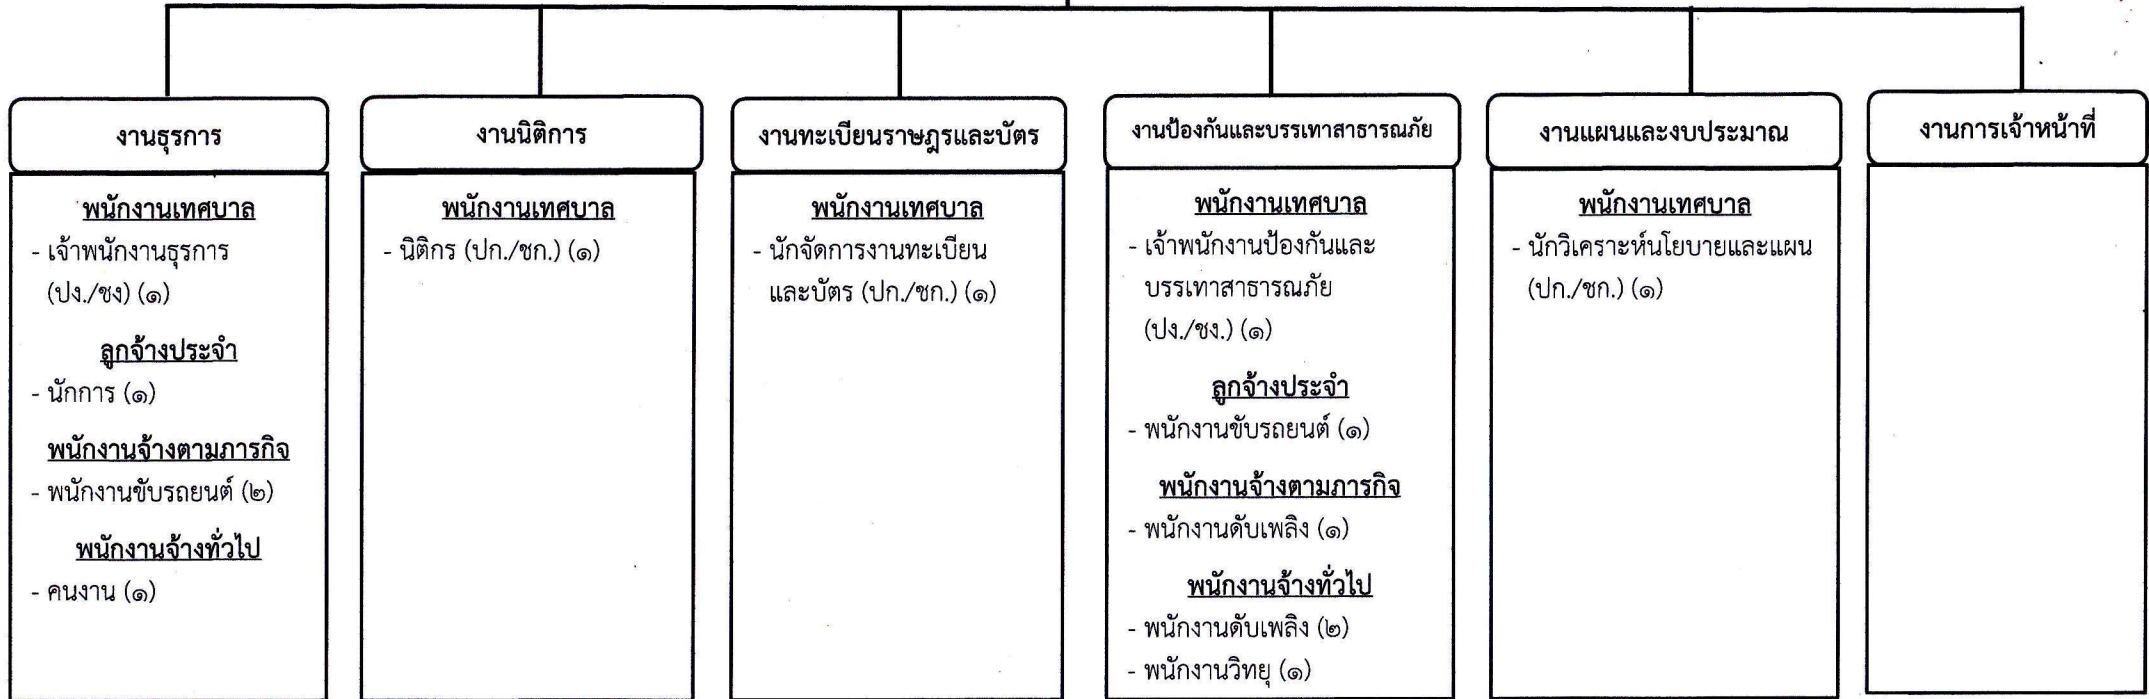 งานธุรการ
พนักงานเทศบาล
- เจ้าพนักงานธุรการ
(ปง./ชง) (๑)
ลูกจ้างประจำ
- นักการ (๑)
พนักงานจ้างตามภารกิจ
- พนักงานขับรถยนต์ (๒)
พนักงานจ้างทั่วไป
- คนงาน (๑)
งานนิติการ
พนักงานเทศบาล
- นิติกร (ปก./ชก.) (๑)
งานทะเบียนราษฎรและบัตร
พนักงานเทศบาล
- นักจัดการงานทะเบียน
และบัตร (ปก./ชก.) (๑)
งานป้องกันและบรรเทาสาธารณภัย
พนักงานเทศบาล
- เจ้าพนักงานป้องกันและ
บรรเทาสาธารณภัย
(ปง./ชง.) (๑)
ลูกจ้างประจำ
- พนักงานขับรถยนต์ (๑)
พนักงานจ้างตามภารกิจ
- พนักงานดับเพลิง (๑)
พนักงานจ้างทั่วไป
- พนักงานดับเพลิง (๒)
- พนักงานวิทยุ (๑)
งานแผนและงบประมาณ
พนักงานเทศบาล
- นักวิเคราะห์นโยบายและแผน
(ปก./ชก.) (๑)
งานการเจ้าหน้าที่